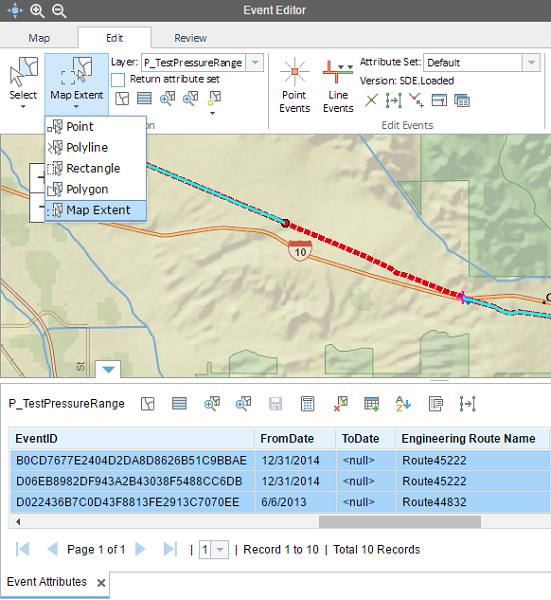 Event Editor
Map Edit Review
Select
Map Extent
Layer: P_TestPressureRange
Return attribute set
Point Events
Line Events
Attribute Set: Default
Version: SDE.Loaded
Edit Events
Point
Polyline
Rectangle
Polygon
Map Extent
10
St
P_TestPressureRange
EventID FromDate ToDate Engineering Route Name
B0CD7677E2404D2DA8D8626B51C9BBAE 12/31/2014 <null> Route45222
D06EB8982DF943A2B43038F5488CC6DB 12/31/2014 <null> Route45222
D022436B7C0D43F8813FE2913C7070EE 6/6/2013 <null> Route44832
Page 1 of 1 | 1 | Record 1 to 10 | Total 10 Records
Event Attributes